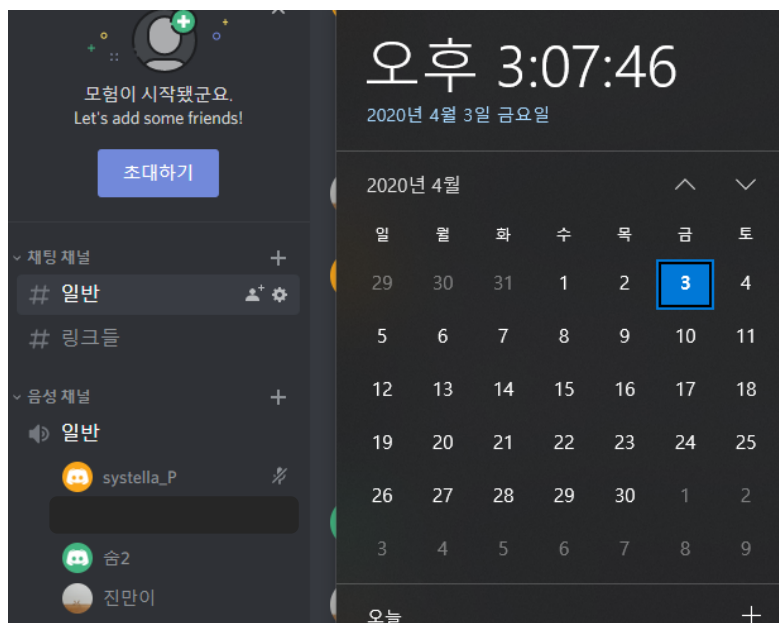 모험이 시작됐군요.
Let's add some friends!
초대하기
채팅 채널
# 일반
# 링크들
음성 채널
일반
systella_P
숨2
진만이
오후 3:07:46
2020년 4월 3일 금요일
2020년 4월
일 월 화 수 목 금 토
29 30 31 1 2 3 4
5 6 7 8 9 10 11
12 13 14 15 16 17 18
19 20 21 22 23 24 25
26 27 28 29 30 1 2
3 4 5 6 7 8 9
오늘